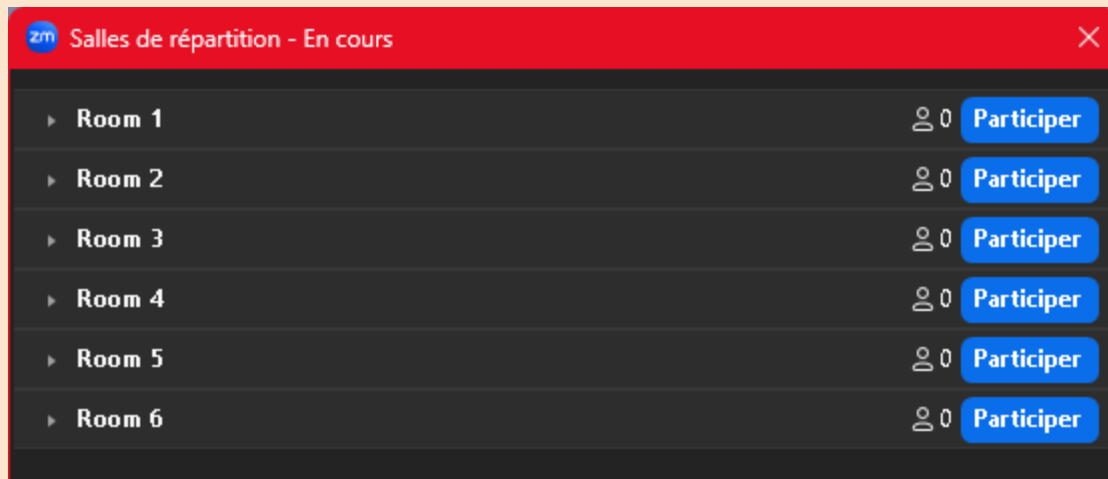 zm Salles de répartition - En cours
Room 1 0 Participer
Room 2 0 Participer
Room 3 0 Participer
Room 4 0 Participer
Room 5 0 Participer
Room 6 0 Participer